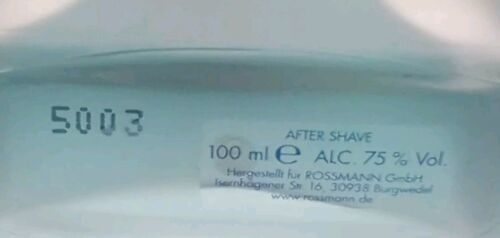 5003
AFTER SHAVE
100 ml ℮ ALC. 75 % Vol.
Hergestellt für ROSSMANN GmbH
Isernhägener Str. 16, 30938 Burgwedel
www.rossmann.de